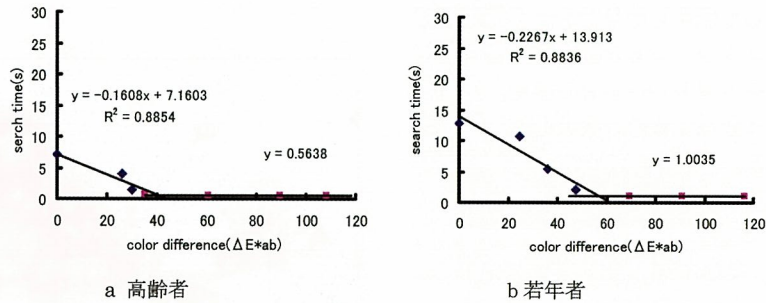 30
25
20
15
10
5
0
serch time(s)
y = -0.1608x + 7.1603
R² = 0.8854
y = 0.5638
0 20 40 60 80 100 120
color difference(ΔE*ab)
a 高齢者
30
25
20
15
10
5
0
search time(s)
y = -0.2267x + 13.913
R² = 0.8836
y = 1.0035
0 20 40 60 80 100 120
color difference(ΔE*ab)
b 若年者